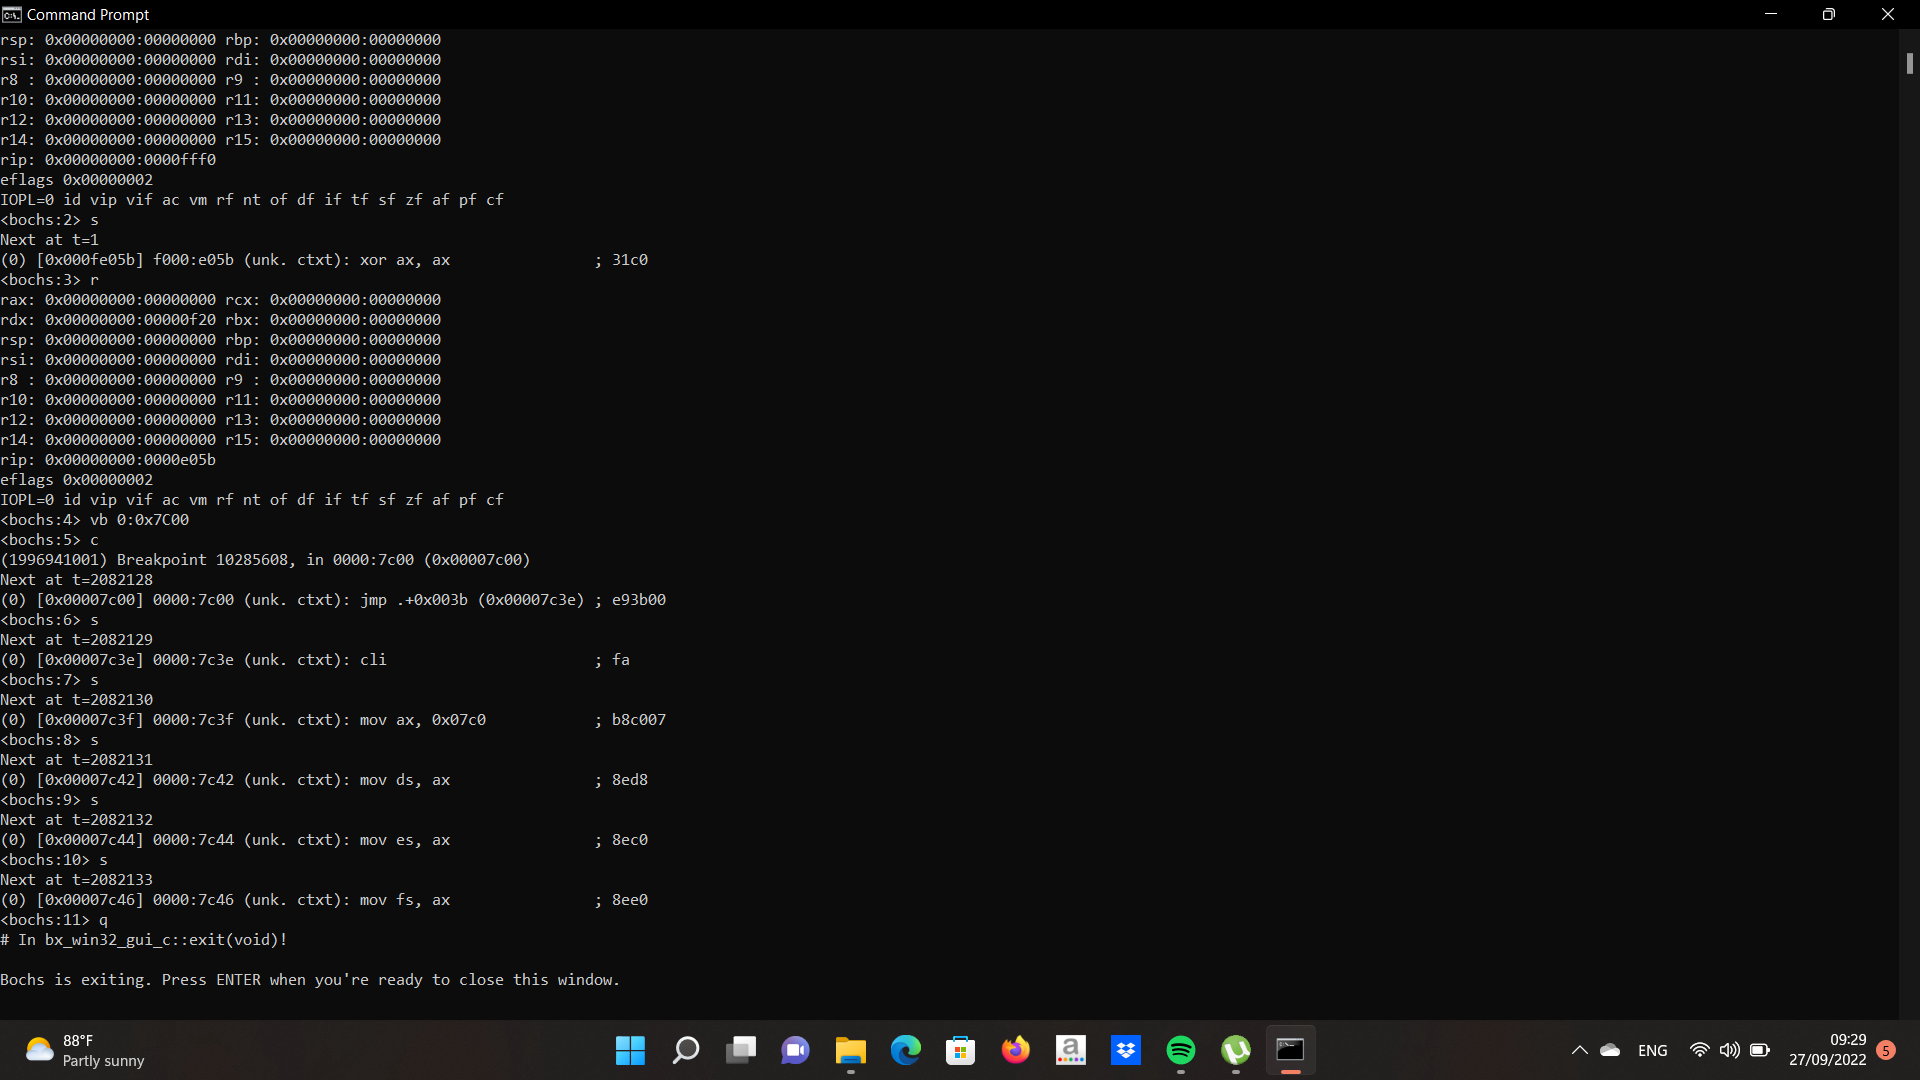 Command Prompt
rsp: 0x00000000:00000000 rbp: 0x00000000:00000000
rsi: 0x00000000:00000000 rdi: 0x00000000:00000000
r8 : 0x00000000:00000000 r9 : 0x00000000:00000000
r10: 0x00000000:00000000 r11: 0x00000000:00000000
r12: 0x00000000:00000000 r13: 0x00000000:00000000
r14: 0x00000000:00000000 r15: 0x00000000:00000000
rip: 0x00000000:0000fff0
eflags 0x00000002
IOPL=0 id vip vif ac vm rf nt of df if tf sf zf af pf cf
<bochs:2> s
Next at t=1
(0) [0x000fe05b] f000:e05b (unk. ctxt): xor ax, ax                ; 31c0
<bochs:3> r
rax: 0x00000000:00000000 rcx: 0x00000000:00000000
rdx: 0x00000000:00000f20 rbx: 0x00000000:00000000
rsp: 0x00000000:00000000 rbp: 0x00000000:00000000
rsi: 0x00000000:00000000 rdi: 0x00000000:00000000
r8 : 0x00000000:00000000 r9 : 0x00000000:00000000
r10: 0x00000000:00000000 r11: 0x00000000:00000000
r12: 0x00000000:00000000 r13: 0x00000000:00000000
r14: 0x00000000:00000000 r15: 0x00000000:00000000
rip: 0x00000000:0000e05b
eflags 0x00000002
IOPL=0 id vip vif ac vm rf nt of df if tf sf zf af pf cf
<bochs:4> vb 0:0x7C00
<bochs:5> c
(1996941001) Breakpoint 10285608, in 0000:7c00 (0x00007c00)
Next at t=2082128
(0) [0x00007c00] 0000:7c00 (unk. ctxt): jmp .+0x003b (0x00007c3e) ; e93b00
<bochs:6> s
Next at t=2082129
(0) [0x00007c3e] 0000:7c3e (unk. ctxt): cli                       ; fa
<bochs:7> s
Next at t=2082130
(0) [0x00007c3f] 0000:7c3f (unk. ctxt): mov ax, 0x07c0            ; b8c007
<bochs:8> s
Next at t=2082131
(0) [0x00007c42] 0000:7c42 (unk. ctxt): mov ds, ax                ; 8ed8
<bochs:9> s
Next at t=2082132
(0) [0x00007c44] 0000:7c44 (unk. ctxt): mov es, ax                ; 8ec0
<bochs:10> s
Next at t=2082133
(0) [0x00007c46] 0000:7c46 (unk. ctxt): mov fs, ax                ; 8ee0
<bochs:11> q
# In bx_win32_gui_c::exit(void)!
Bochs is exiting. Press ENTER when you're ready to close this window.
88°F
Partly sunny
ENG
09:29
27/09/2022
5